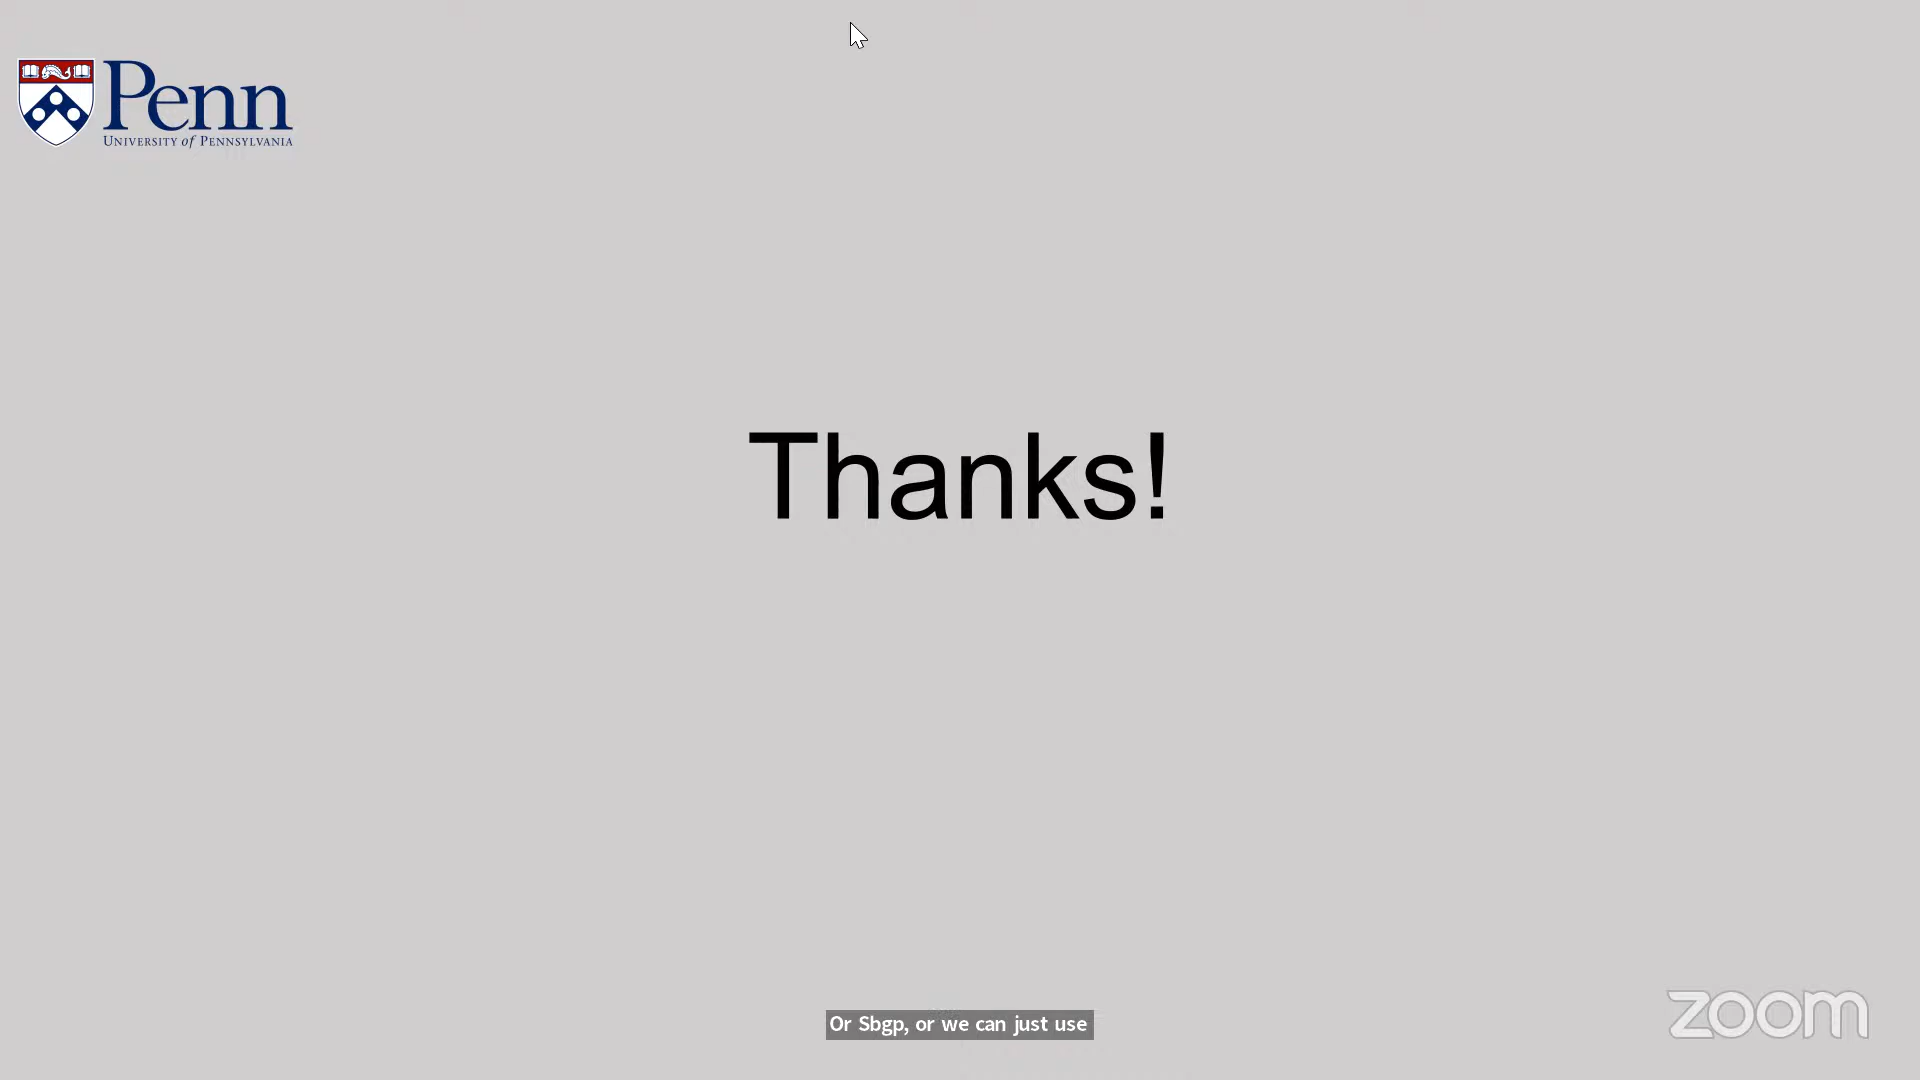 Penn
UNIVERSITY of PENNSYLVANIA
Thanks!
Or Sbgp, or we can just use
zoom